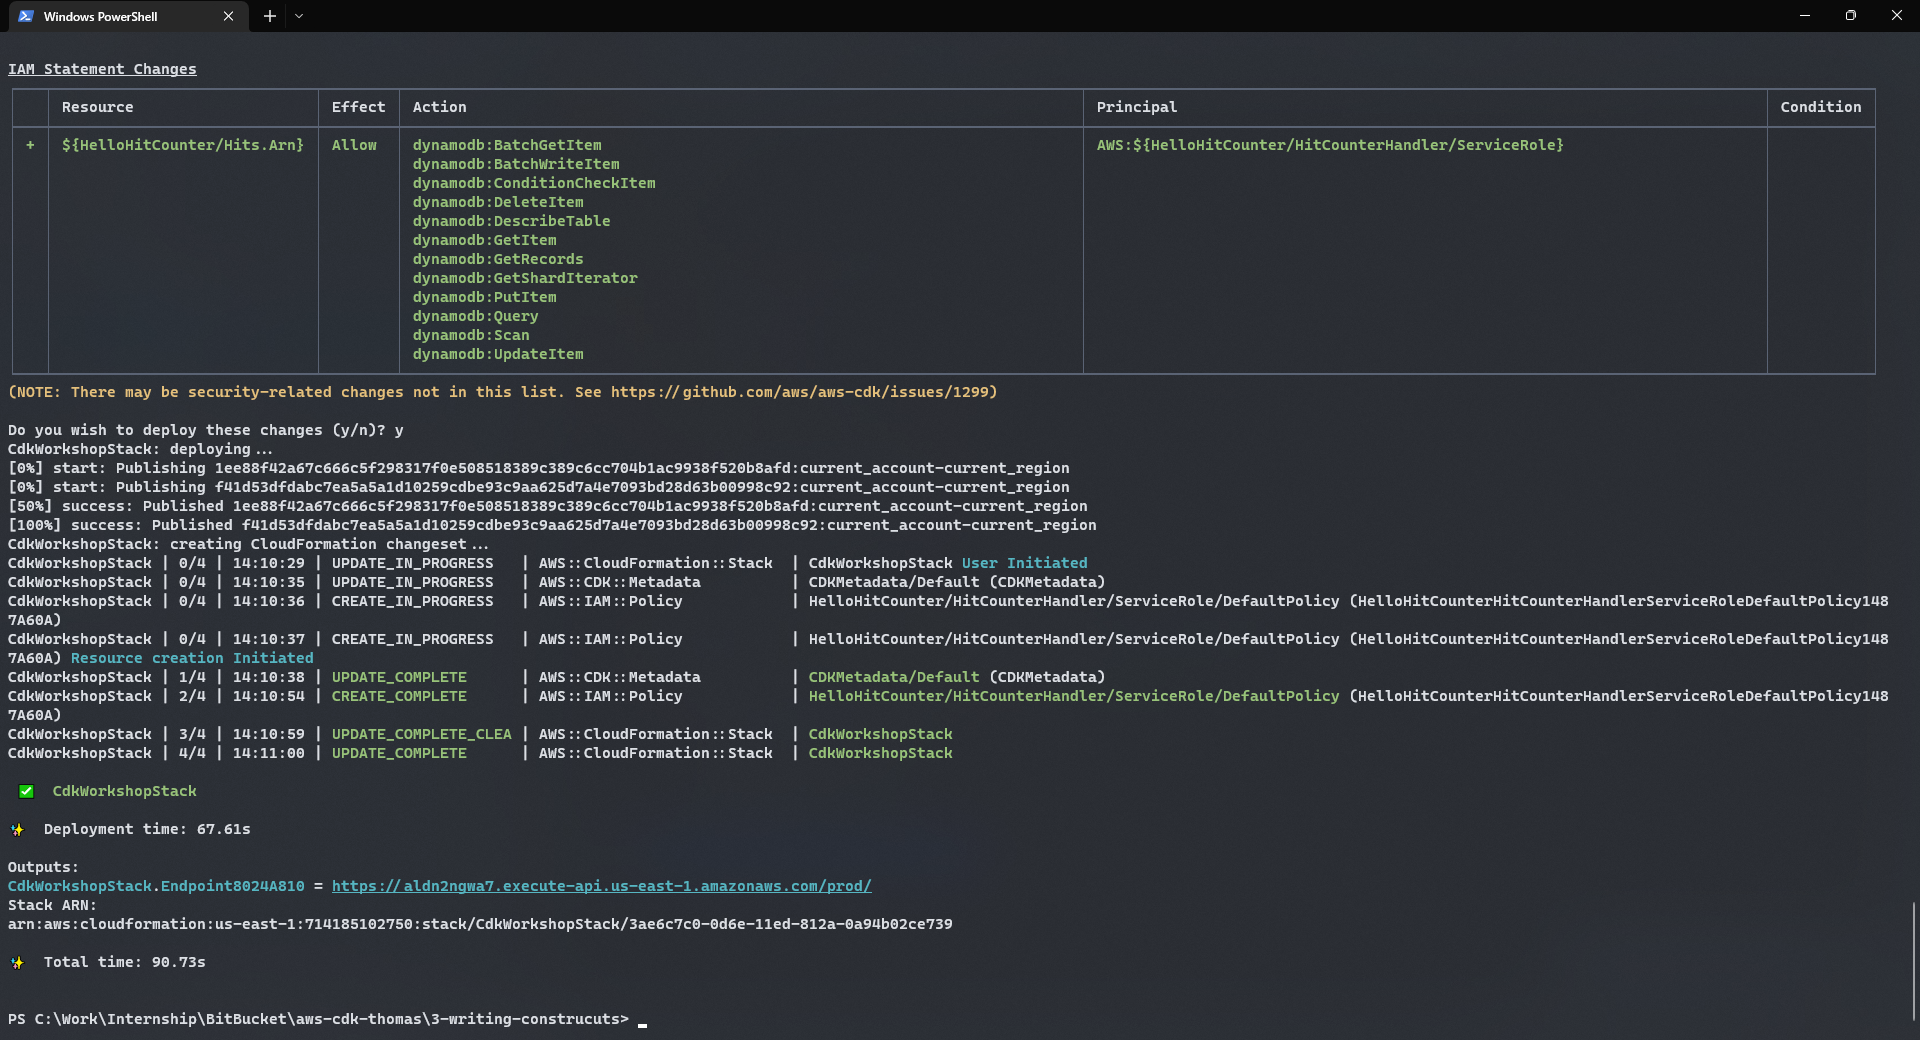 Windows PowerShell
IAM Statement Changes
Resource Effect Action Principal Condition
+ ${HelloHitCounter/Hits.Arn} Allow dynamodb:BatchGetItem AWS:${HelloHitCounter/HitCounterHandler/ServiceRole}
dynamodb:BatchWriteItem
dynamodb:ConditionCheckItem
dynamodb:DeleteItem
dynamodb:DescribeTable
dynamodb:GetItem
dynamodb:GetRecords
dynamodb:GetShardIterator
dynamodb:PutItem
dynamodb:Query
dynamodb:Scan
dynamodb:UpdateItem
(NOTE: There may be security-related changes not in this list. See https://github.com/aws/aws-cdk/issues/1299)
Do you wish to deploy these changes (y/n)? y
CdkWorkshopStack: deploying...
[0%] start: Publishing 1ee88f42a67c666c5f298317f0e508518389c389c6cc704b1ac9938f520b8afd:current_account-current_region
[0%] start: Publishing f41d53dfdabc7ea5a5a1d10259cdbe93c9aa625d7a4e7093bd28d63b00998c92:current_account-current_region
[50%] success: Published 1ee88f42a67c666c5f298317f0e508518389c389c6cc704b1ac9938f520b8afd:current_account-current_region
[100%] success: Published f41d53dfdabc7ea5a5a1d10259cdbe93c9aa625d7a4e7093bd28d63b00998c92:current_account-current_region
CdkWorkshopStack: creating CloudFormation changeset...
CdkWorkshopStack | 0/4 | 14:10:29 | UPDATE_IN_PROGRESS | AWS::CloudFormation::Stack | CdkWorkshopStack User Initiated
CdkWorkshopStack | 0/4 | 14:10:35 | UPDATE_IN_PROGRESS | AWS::CDK::Metadata | CDKMetadata/Default (CDKMetadata)
CdkWorkshopStack | 0/4 | 14:10:36 | CREATE_IN_PROGRESS | AWS::IAM::Policy | HelloHitCounter/HitCounterHandler/ServiceRole/DefaultPolicy (HelloHitCounterHitCounterHandlerServiceRoleDefaultPolicy148
7A60A)
CdkWorkshopStack | 0/4 | 14:10:37 | CREATE_IN_PROGRESS | AWS::IAM::Policy | HelloHitCounter/HitCounterHandler/ServiceRole/DefaultPolicy (HelloHitCounterHitCounterHandlerServiceRoleDefaultPolicy148
7A60A) Resource creation Initiated
CdkWorkshopStack | 1/4 | 14:10:38 | UPDATE_COMPLETE | AWS::CDK::Metadata | CDKMetadata/Default (CDKMetadata)
CdkWorkshopStack | 2/4 | 14:10:54 | CREATE_COMPLETE | AWS::IAM::Policy | HelloHitCounter/HitCounterHandler/ServiceRole/DefaultPolicy (HelloHitCounterHitCounterHandlerServiceRoleDefaultPolicy148
7A60A)
CdkWorkshopStack | 3/4 | 14:10:59 | UPDATE_COMPLETE_CLEA | AWS::CloudFormation::Stack | CdkWorkshopStack
CdkWorkshopStack | 4/4 | 14:11:00 | UPDATE_COMPLETE | AWS::CloudFormation::Stack | CdkWorkshopStack
✅ CdkWorkshopStack
✨ Deployment time: 67.61s
Outputs:
CdkWorkshopStack.Endpoint8024A810 = https://aldn2ngwa7.execute-api.us-east-1.amazonaws.com/prod/
Stack ARN:
arn:aws:cloudformation:us-east-1:714185102750:stack/CdkWorkshopStack/3ae6c7c0-0d6e-11ed-812a-0a94b02ce739
✨ Total time: 90.73s
PS C:\Work\Internship\BitBucket\aws-cdk-thomas\3-writing-construcuts>